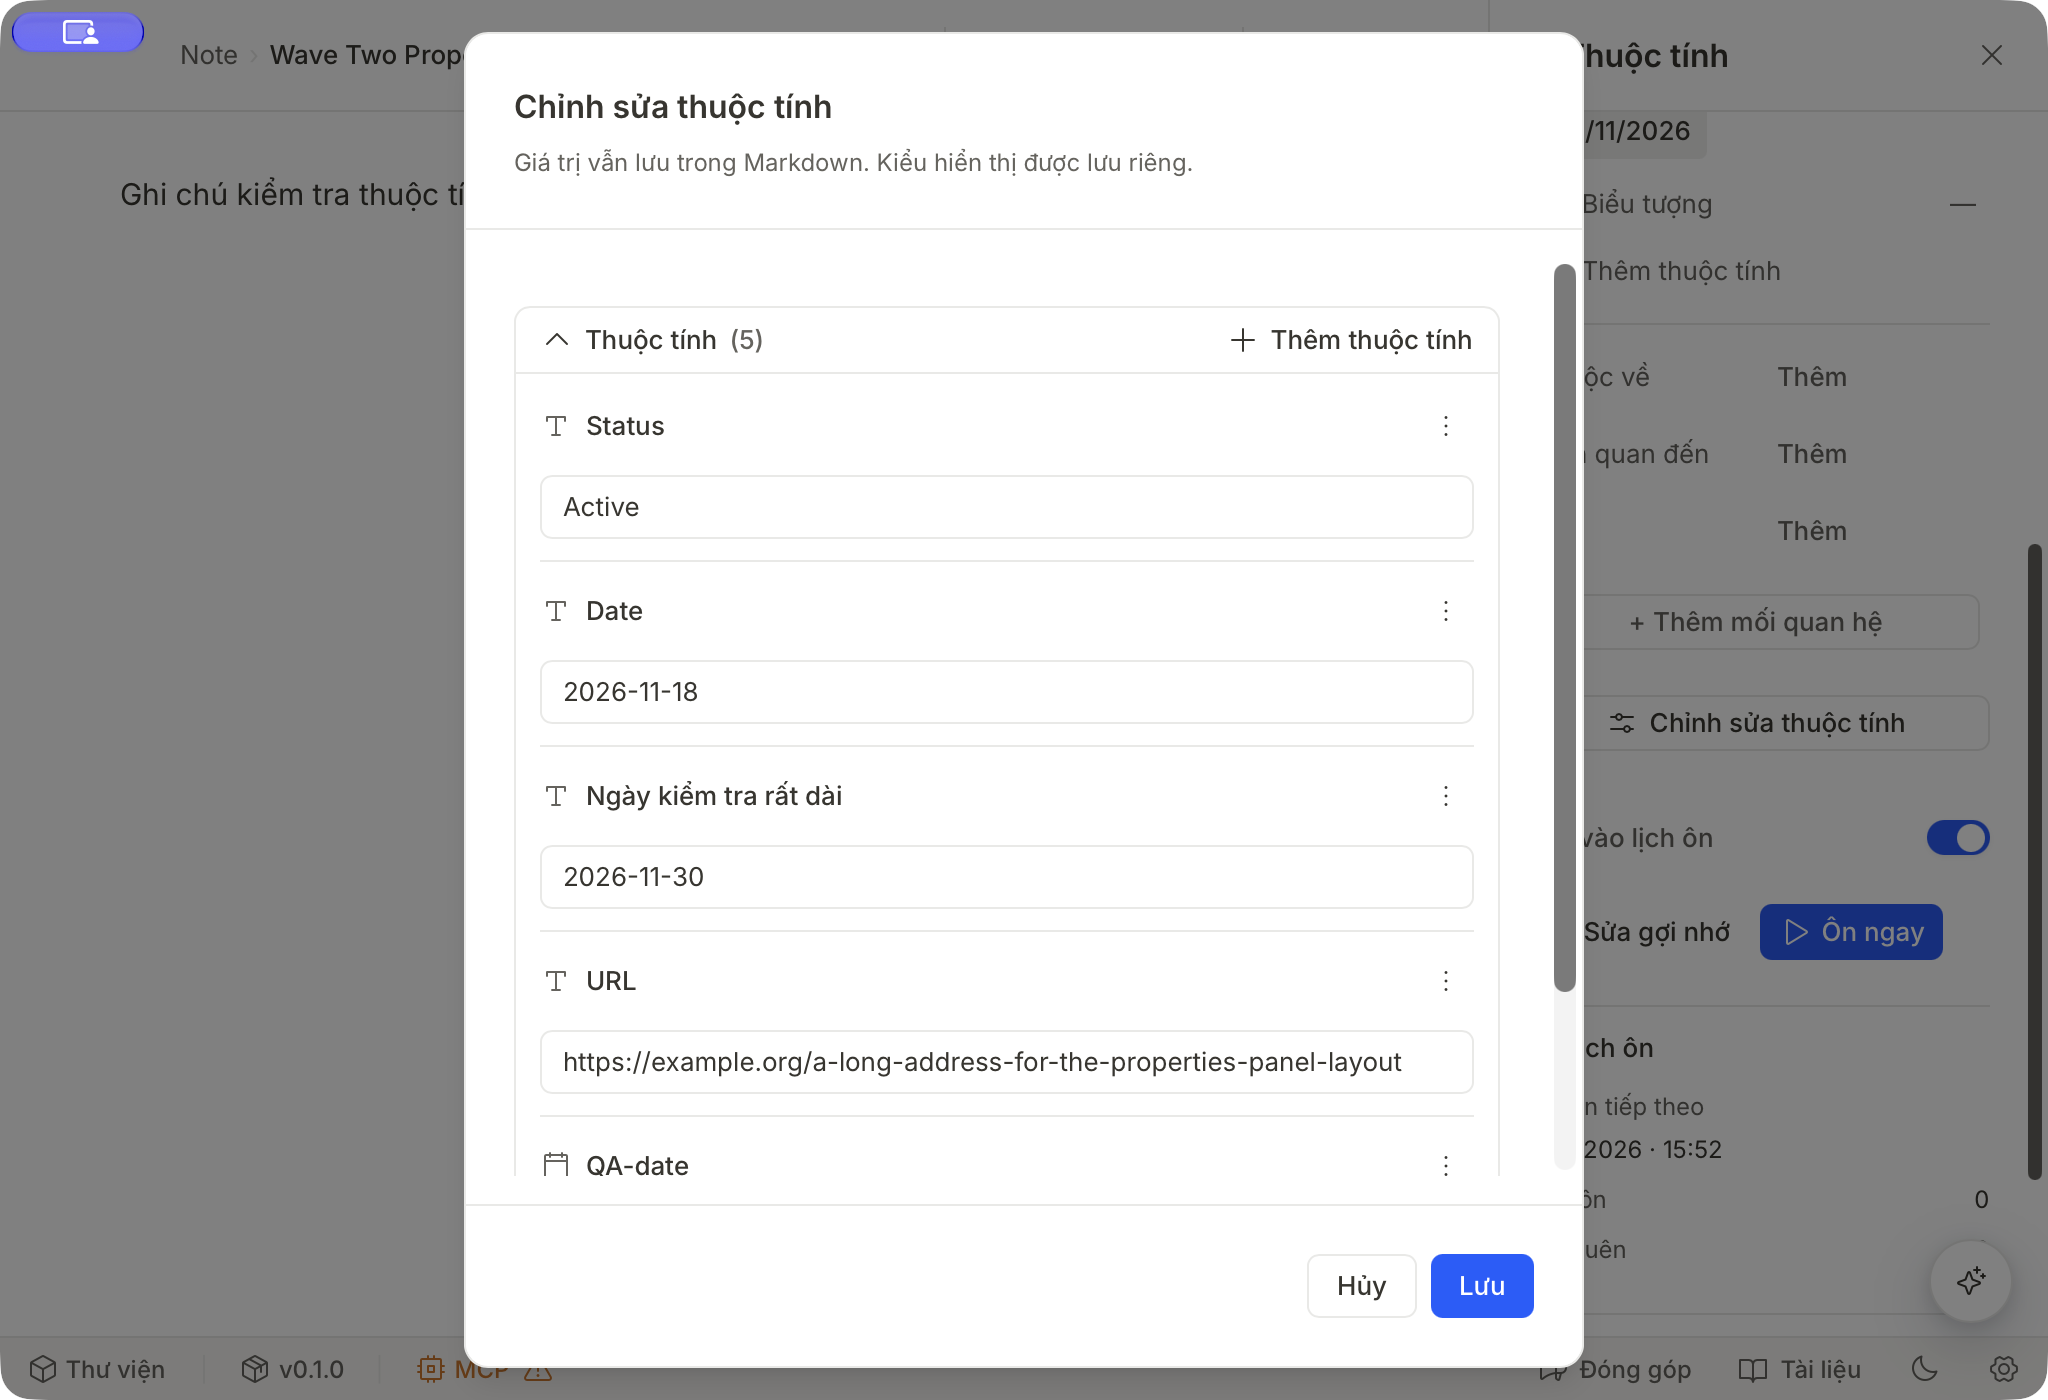 Note › Wave Two Prop
Ghi chú kiểm tra thuộc tí
Chỉnh sửa thuộc tính
Giá trị vẫn lưu trong Markdown. Kiểu hiển thị được lưu riêng.
Thuộc tính (5)
+ Thêm thuộc tính
Status
Active
Date
2026-11-18
Ngày kiểm tra rất dài
2026-11-30
URL
https://example.org/a-long-address-for-the-properties-panel-layout
QA-date
Hủy
Lưu
huộc tính
/11/2026
Biểu tượng
—
Thêm thuộc tính
ộc về
Thêm
quan đến
Thêm
Thêm
+ Thêm mối quan hệ
Chỉnh sửa thuộc tính
vào lịch ôn
Sửa gợi nhớ
Ôn ngay
ch ôn
n tiếp theo
2026 · 15:52
ôn
0
uên
Thư viện
v0.1.0
MCP
Đóng góp
Tài liệu